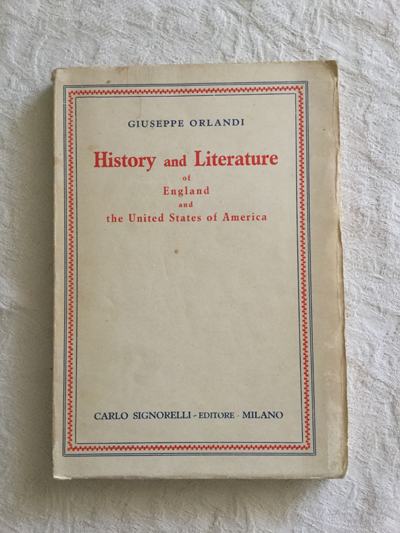 GIUSEPPE ORLANDI
History and Literature
of
England
and
the United States of America
CARLO SIGNORELLI - EDITORE · MILANO